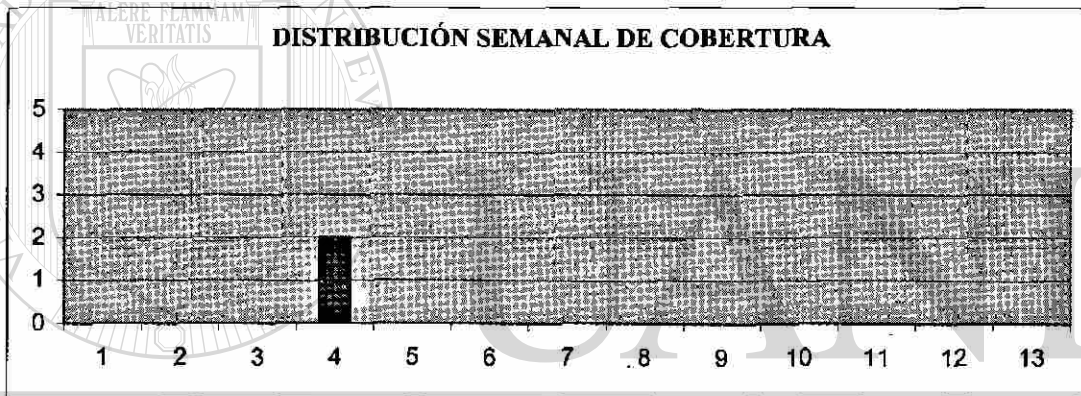 ALERE FLAMMAM
VERITATIS
DISTRIBUCIÓN SEMANAL DE COBERTURA
5
4
3
2
1
0
1 2 3 4 5 6 7 8 9 10 11 12 13